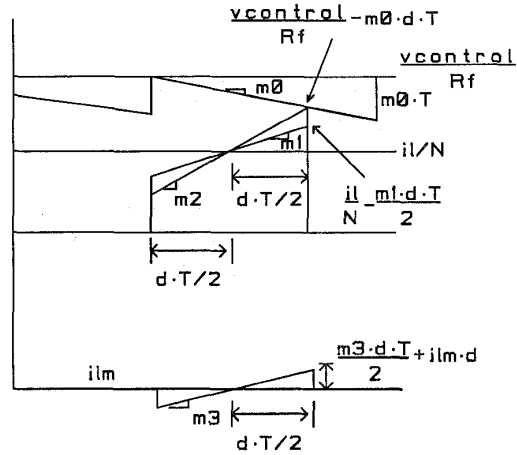 vcontrol/Rf -m0·d·T
vcontrol/Rf
m0
m0·T
il/N
m1
m2
d·T/2
il/N - m1·d·T/2
d·T/2
m3·d·T/2 + ilm·d
ilm
m3
d·T/2